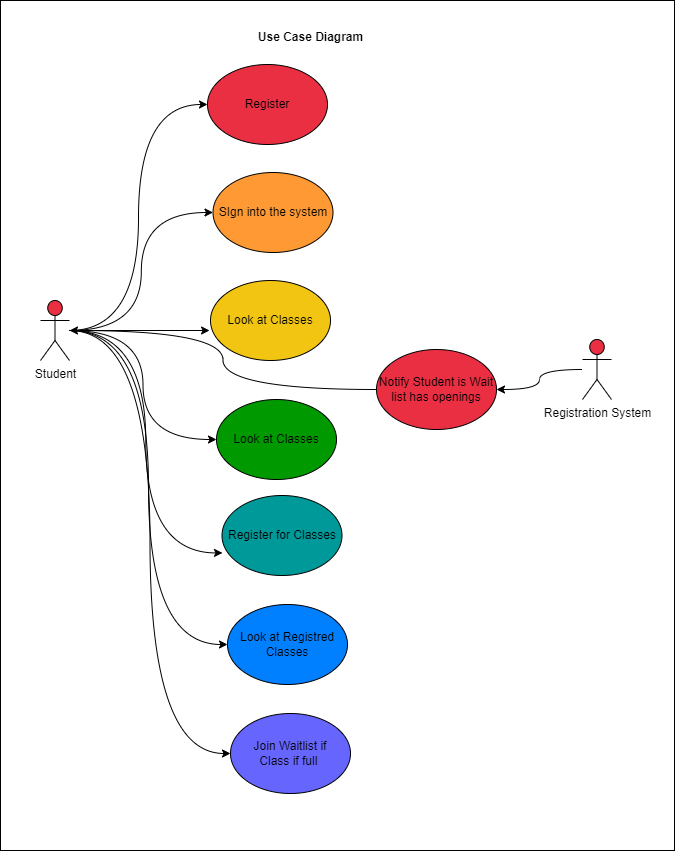 Use Case Diagram
Register
SIgn into the system
Look at Classes
Student
Notify Student is Wait
list has openings
Registration System
Look at Classes
Register for Classes
Look at Registred
Classes
Join Waitlist if
Class if full